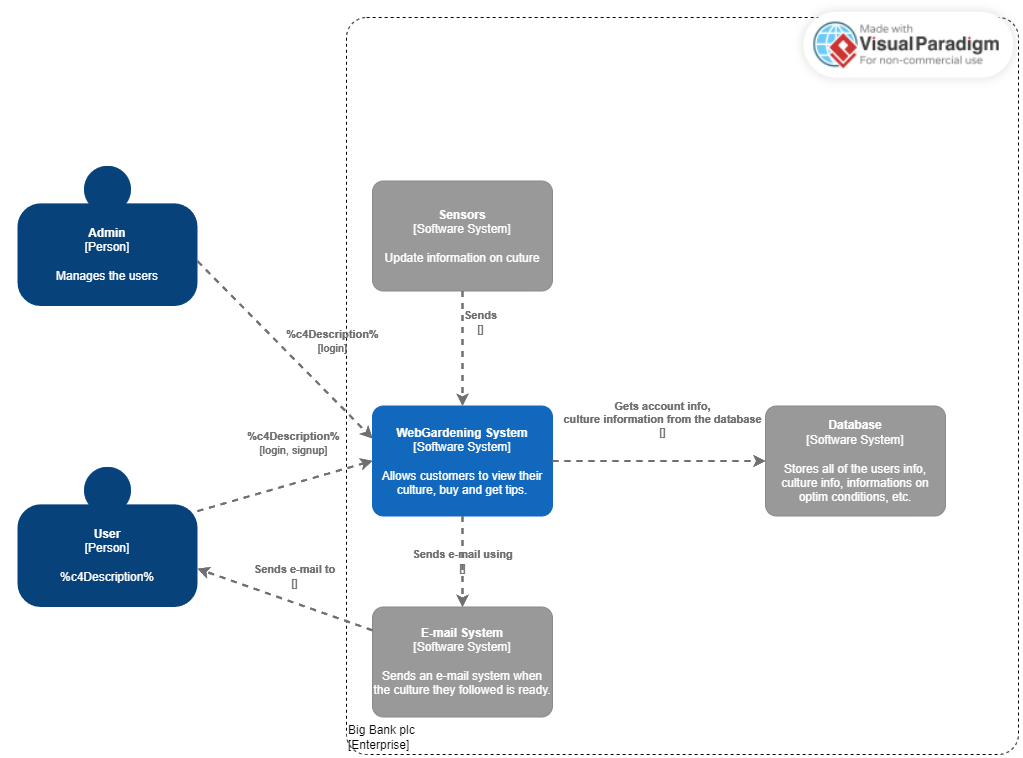 Made with
Visual Paradigm
For non-commercial use
Admin
[Person]
Manages the users
Sensors
[Software System]
Update information on cuture
Sends
[]
%c4Description%
[login]
WebGardening System
[Software System]
Allows customers to view their
culture, buy and get tips.
Gets account info,
culture information from the database
[]
Database
[Software System]
Stores all of the users info,
culture info, informations on
optim conditions, etc.
%c4Description%
[login, signup]
User
[Person]
%c4Description%
Sends e-mail to
[]
Sends e-mail using
[]
E-mail System
[Software System]
Sends an e-mail system when
the culture they followed is ready.
Big Bank plc
[Enterprise]